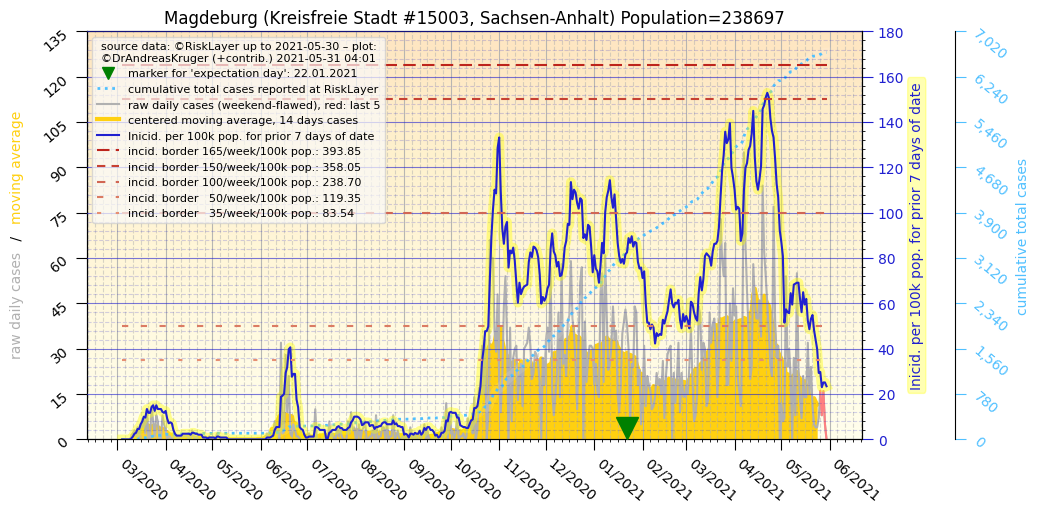 Magdeburg (Kreisfreie Stadt #15003, Sachsen-Anhalt) Population=238697
source data: ©RiskLayer up to 2021-05-30 – plot:
©DrAndreasKruger (+contrib.) 2021-05-31 04:01
marker for 'expectation day': 22.01.2021
cumulative total cases reported at RiskLayer
raw daily cases (weekend-flawed), red: last 5
centered moving average, 14 days cases
Inicid. per 100k pop. for prior 7 days of date
incid. border 165/week/100k pop.: 393.85
incid. border 150/week/100k pop.: 358.05
incid. border 100/week/100k pop.: 238.70
incid. border   50/week/100k pop.: 119.35
incid. border   35/week/100k pop.: 83.54
raw daily cases   /   moving average
135
120
105
90
75
60
45
30
15
0
03/2020
04/2020
05/2020
06/2020
07/2020
08/2020
09/2020
10/2020
11/2020
12/2020
01/2021
02/2021
03/2021
04/2021
05/2021
06/2021
180
160
140
120
100
80
60
40
20
0
Inicid. per 100k pop. for prior 7 days of date
7,020
6,240
5,460
4,680
3,900
3,120
2,340
1,560
780
0
cumulative total cases